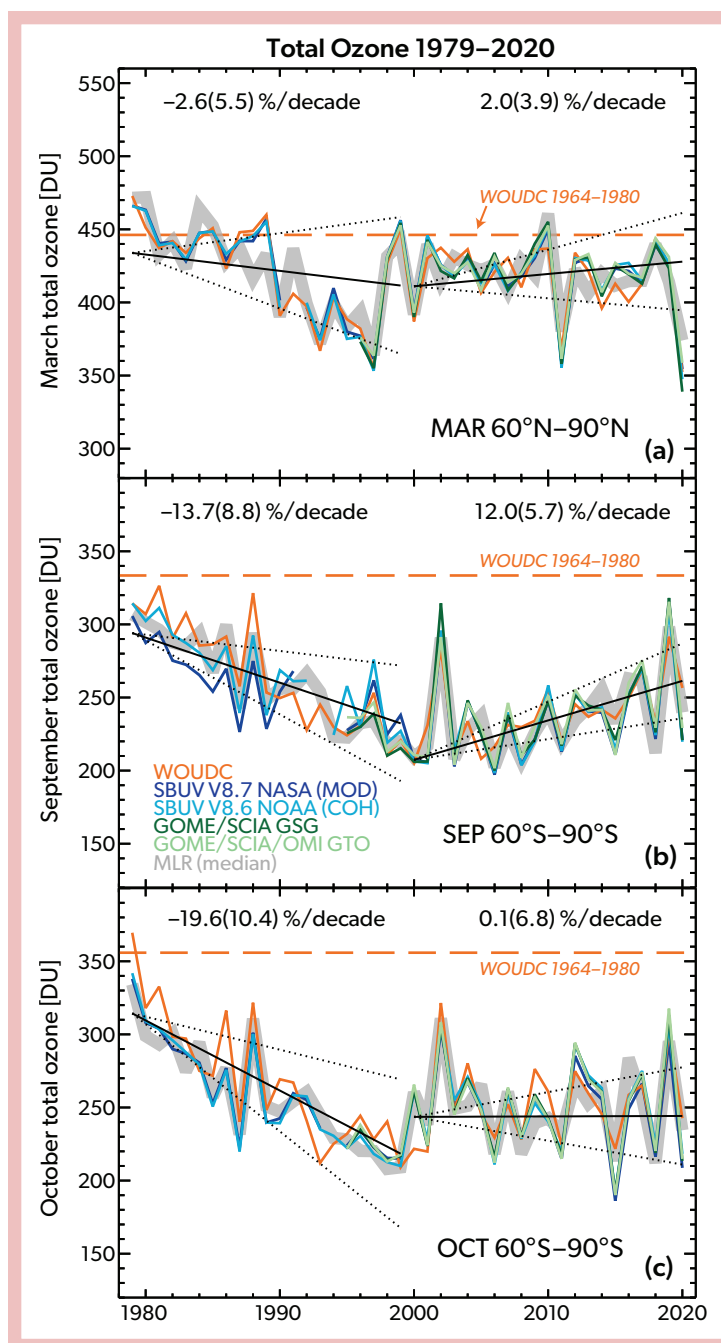 Total Ozone 1979–2020
550
500
450
400
350
300
March total ozone [DU]
–2.6(5.5) %/decade
2.0(3.9) %/decade
WOUDC 1964–1980
MAR 60°N–90°N
(a)
350
300
250
200
150
September total ozone [DU]
–13.7(8.8) %/decade
12.0(5.7) %/decade
WOUDC 1964–1980
WOUDC
SBUV V8.7 NASA (MOD)
SBUV V8.6 NOAA (COH)
GOME/SCIA GSG
GOME/SCIA/OMI GTO
MLR (median)
SEP 60°S–90°S
(b)
350
300
250
200
150
October total ozone [DU]
–19.6(10.4) %/decade
0.1(6.8) %/decade
WOUDC 1964–1980
OCT 60°S–90°S
(c)
1980
1990
2000
2010
2020